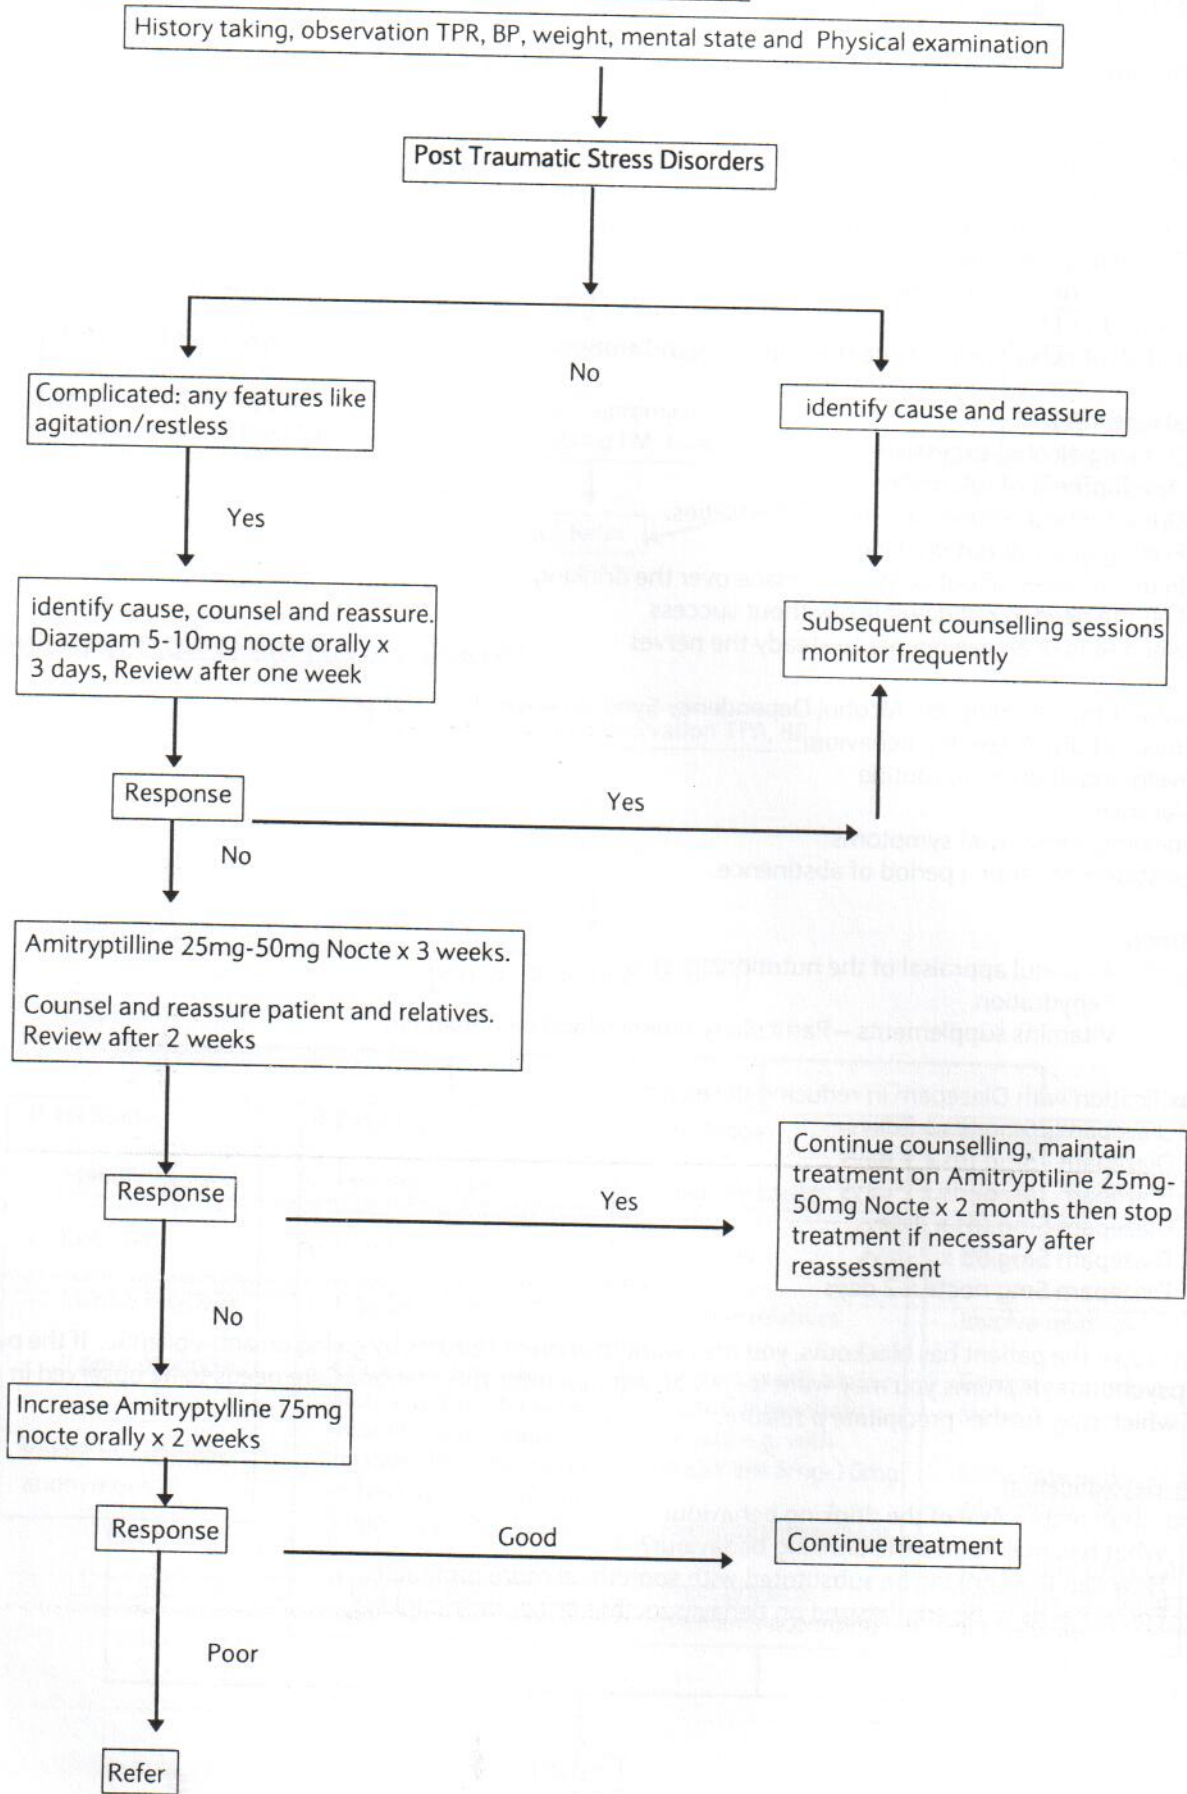 History taking, observation TPR, BP, weight, mental state and Physical examination
Post Traumatic Stress Disorders
No
Complicated: any features like
agitation/restless
identify cause and reassure
Yes
identify cause, counsel and reassure.
Diazepam 5-10mg nocte orally x
3 days, Review after one week
Subsequent counselling sessions
monitor frequently
Response
Yes
No
Amitryptilline 25mg-50mg Nocte x 3 weeks.
Counsel and reassure patient and relatives.
Review after 2 weeks
Response
Yes
Continue counselling, maintain
treatment on Amitryptiline 25mg-
50mg Nocte x 2 months then stop
treatment if necessary after
reassessment
No
Increase Amitryptylline 75mg
nocte orally x 2 weeks
Response
Good
Continue treatment
Poor
Refer